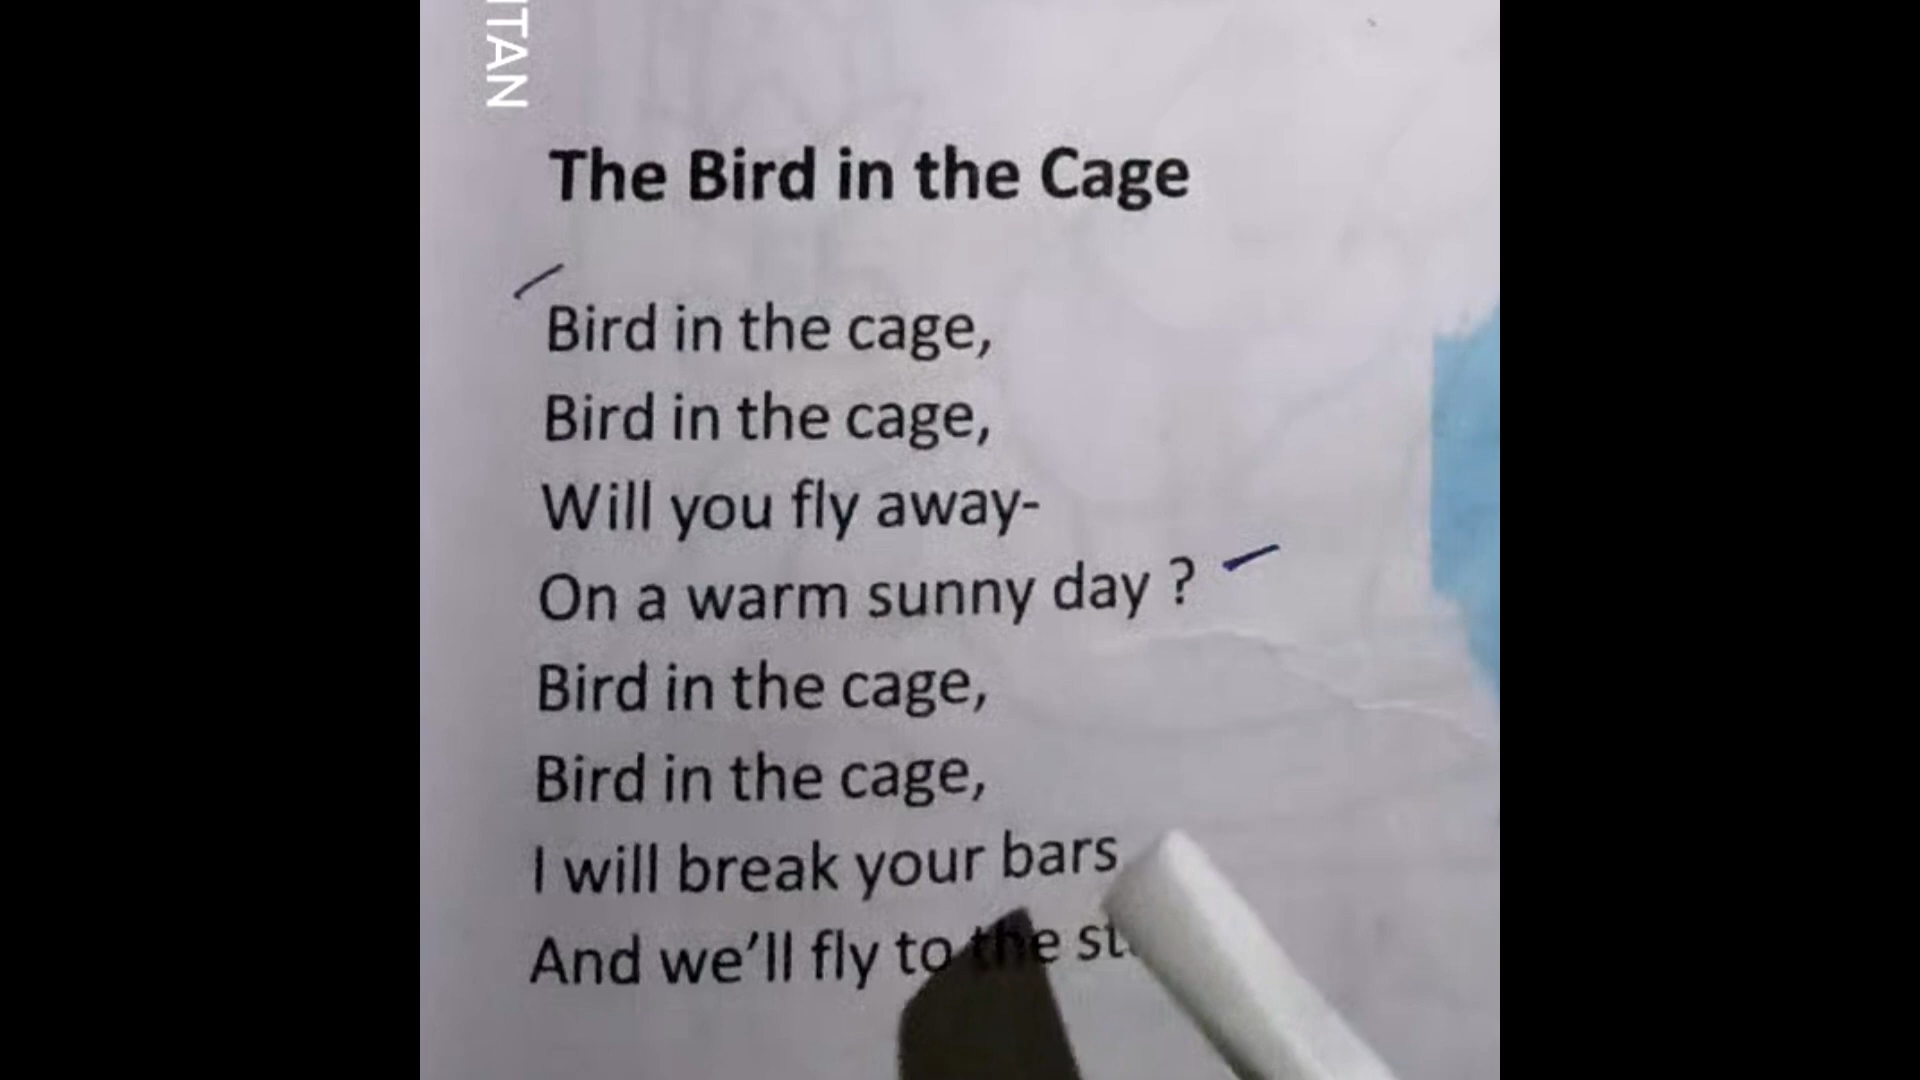 The Bird in the Cage
Bird in the cage,
Bird in the cage,
Will you fly away-
On a warm sunny day ?
Bird in the cage,
Bird in the cage,
I will break your bars
And we'll fly to the